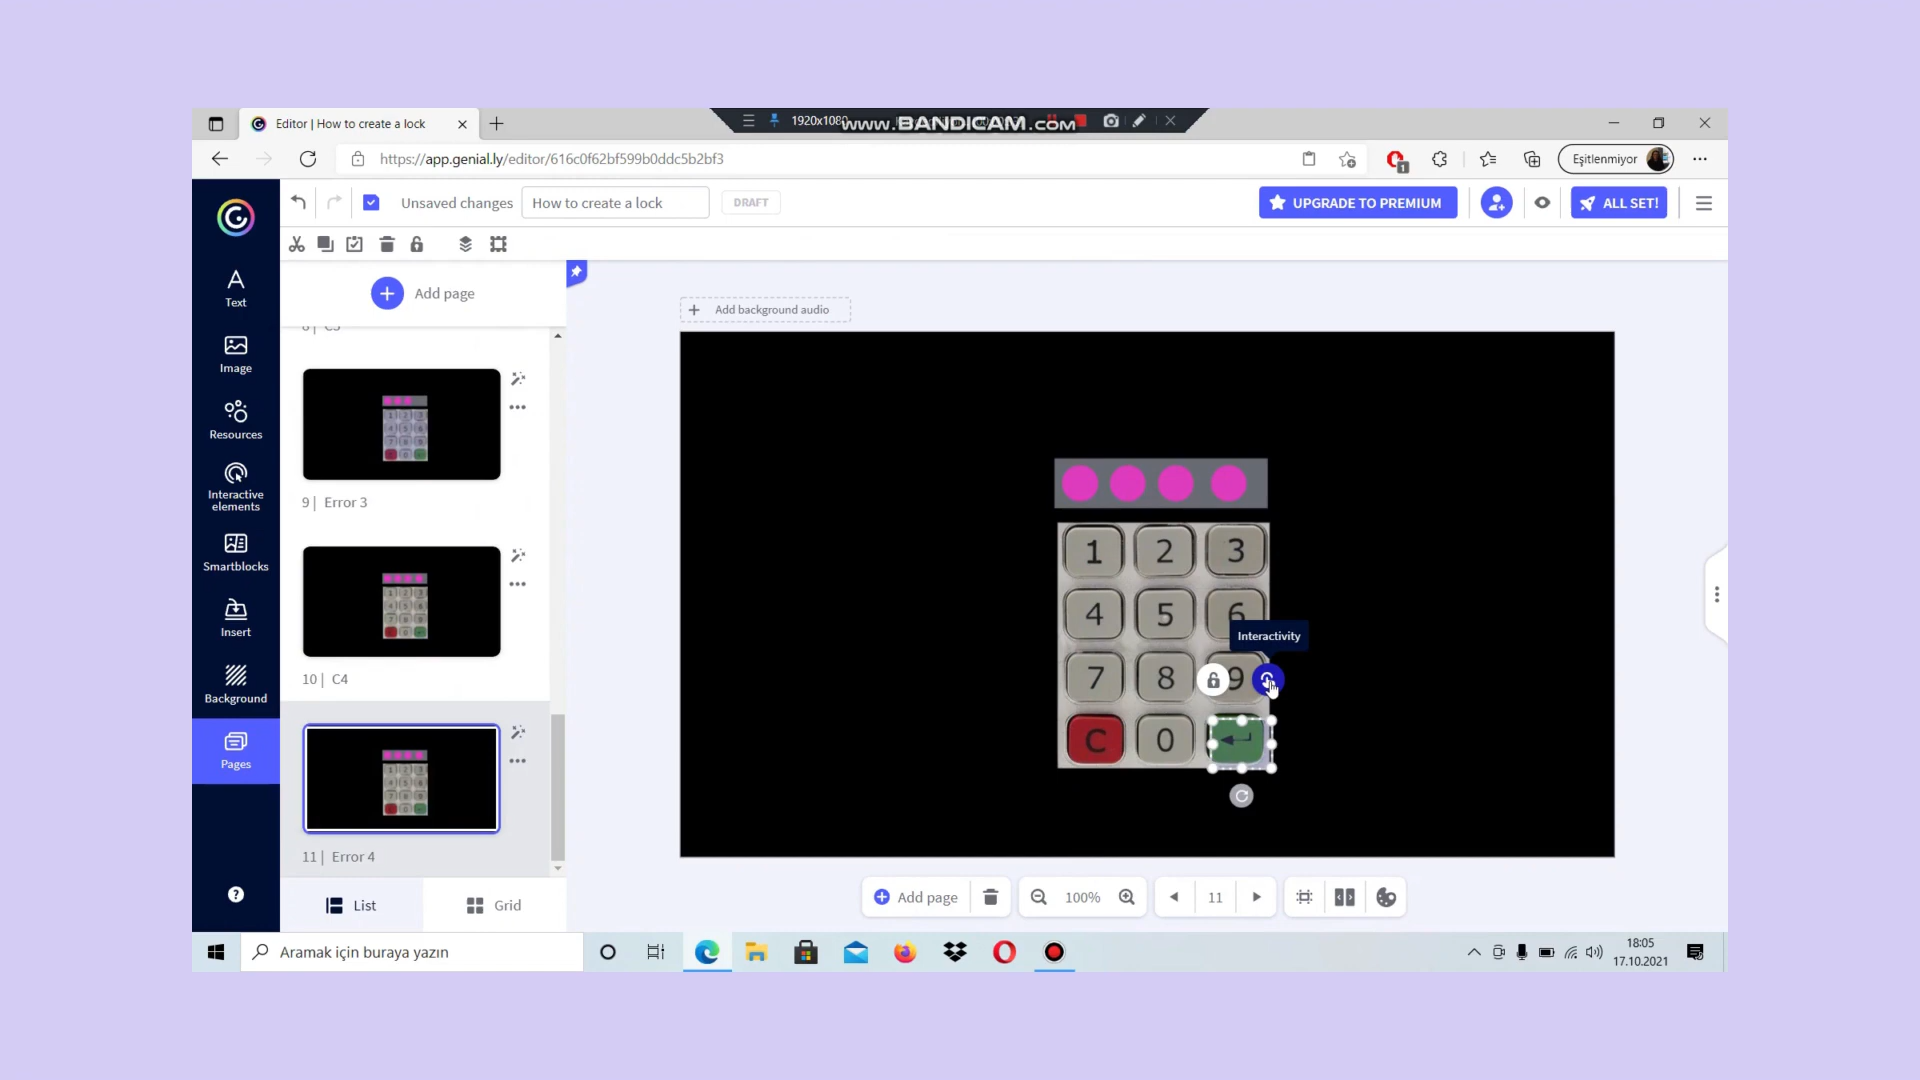 Editor | How to create a lock
1920x1080
www.BANDICAM.com
https://app.genial.ly/editor/616c0f62bf599b0ddc5b2bf3
1
Eşitlenmiyor
Unsaved changes
How to create a lock
DRAFT
UPGRADE TO PREMIUM
ALL SET!
Text
Image
Resources
Interactive
elements
Smartblocks
Insert
Background
Pages
Add page
9 | Error 3
10 | C4
11 | Error 4
List
Grid
Add background audio
1 2 3
4 5 6
Interactivity
7 8 9
C 0
Add page
100%
11
Aramak için buraya yazın
18:05
17.10.2021